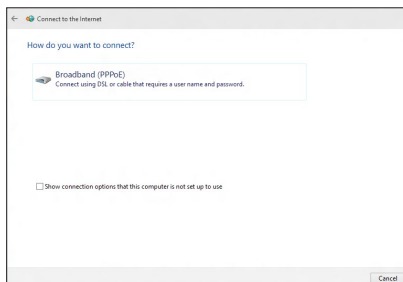 Connect to the Internet
How do you want to connect?
Broadband (PPPoE)
Connect using DSL or cable that requires a user name and password.
Show connection options that this computer is not set up to use
Cancel